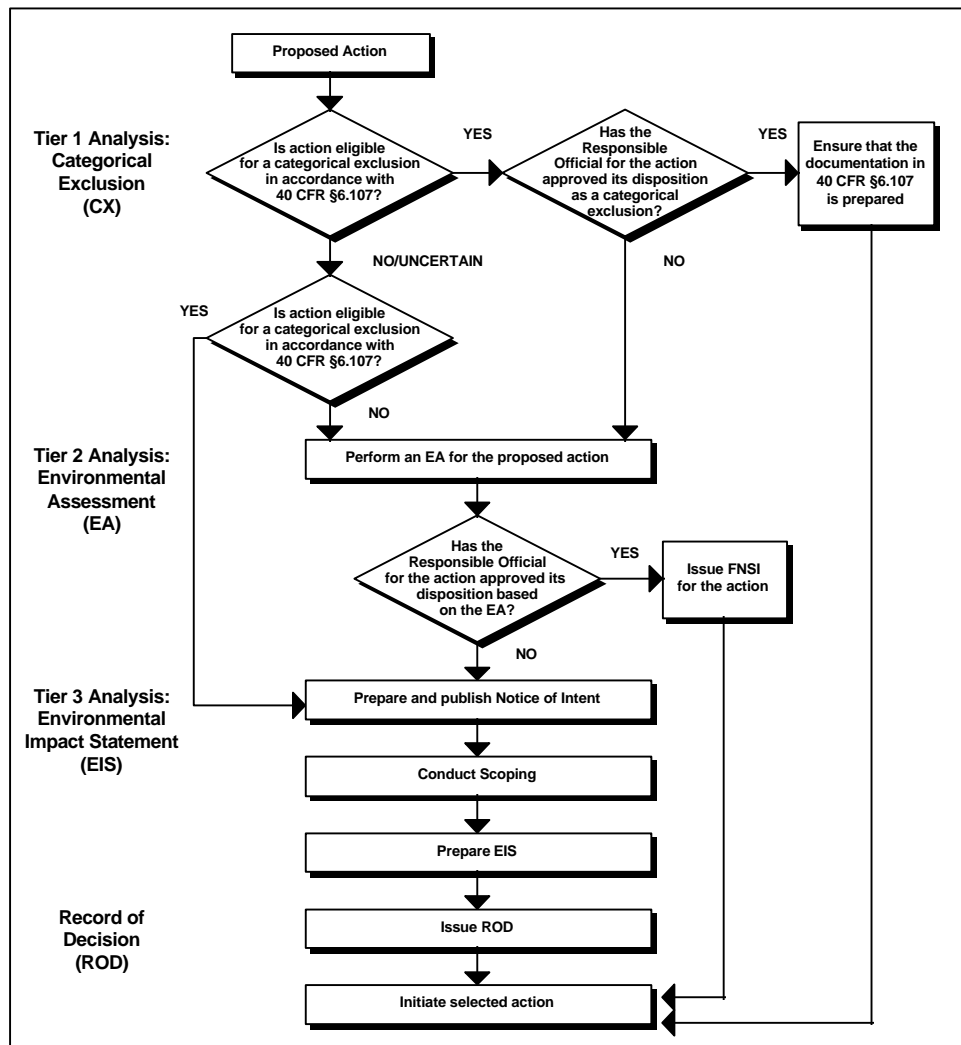 Proposed Action
Tier 1 Analysis:
Categorical
Exclusion
(CX)
Is action eligible
for a categorical exclusion
in accordance with
40 CFR §6.107?
YES
Has the
Responsible
Official for the action
approved its disposition
as a categorical
exclusion?
YES
Ensure that the
documentation in
40 CFR §6.107
is prepared
NO/UNCERTAIN
NO
YES
Is action eligible
for a categorical exclusion
in accordance with
40 CFR §6.107?
NO
Tier 2 Analysis:
Environmental
Assessment
(EA)
Perform an EA for the proposed action
Has the
Responsible Official
for the action approved its
disposition based
on the EA?
YES
Issue FNSI
for the action
NO
Tier 3 Analysis:
Environmental
Impact Statement
(EIS)
Prepare and publish Notice of Intent
Conduct Scoping
Prepare EIS
Record of
Decision
(ROD)
Issue ROD
Initiate selected action